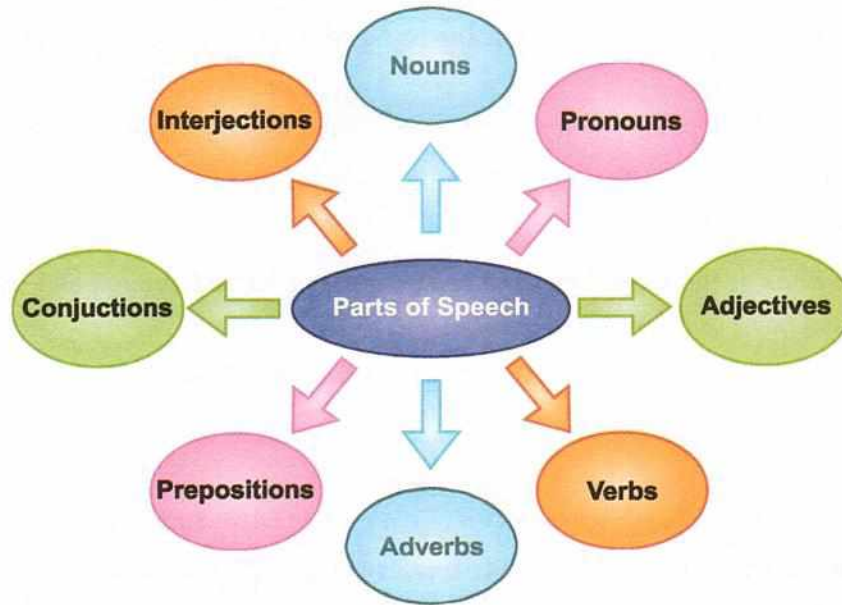 Nouns
Interjections
Pronouns
Conjuctions
Parts of Speech
Adjectives
Prepositions
Verbs
Adverbs